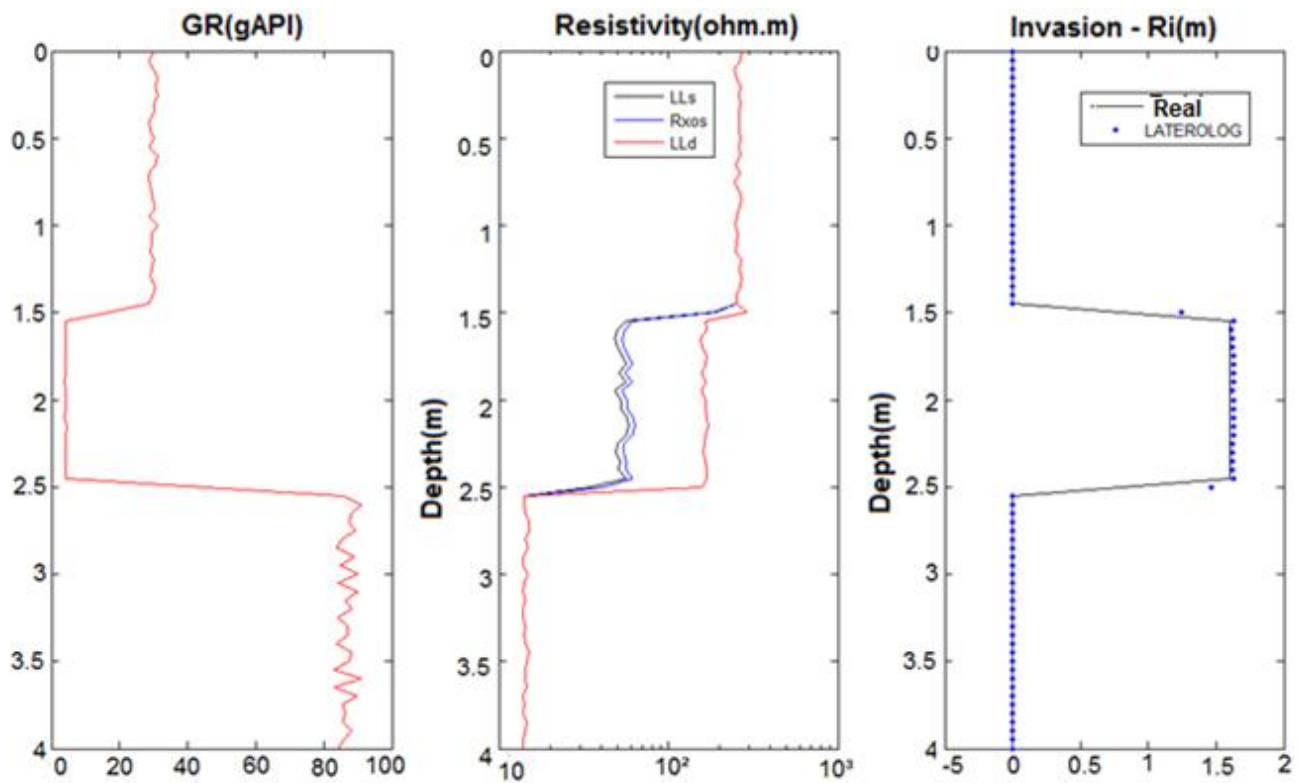 GR(gAPI)
Resistivity(ohm.m)
Invasion - Ri(m)
0
0.5
1
1.5
2
2.5
3
3.5
4
0 20 40 60 80 100
Depth(m)
0
0.5
1
1.5
2
2.5
3
3.5
4
LLs
Rxos
LLd
10 10² 10³
Depth(m)
0
0.5
1
1.5
2
2.5
3
3.5
4
Real
LATEROLOG
-5 0 0.5 1 1.5 2